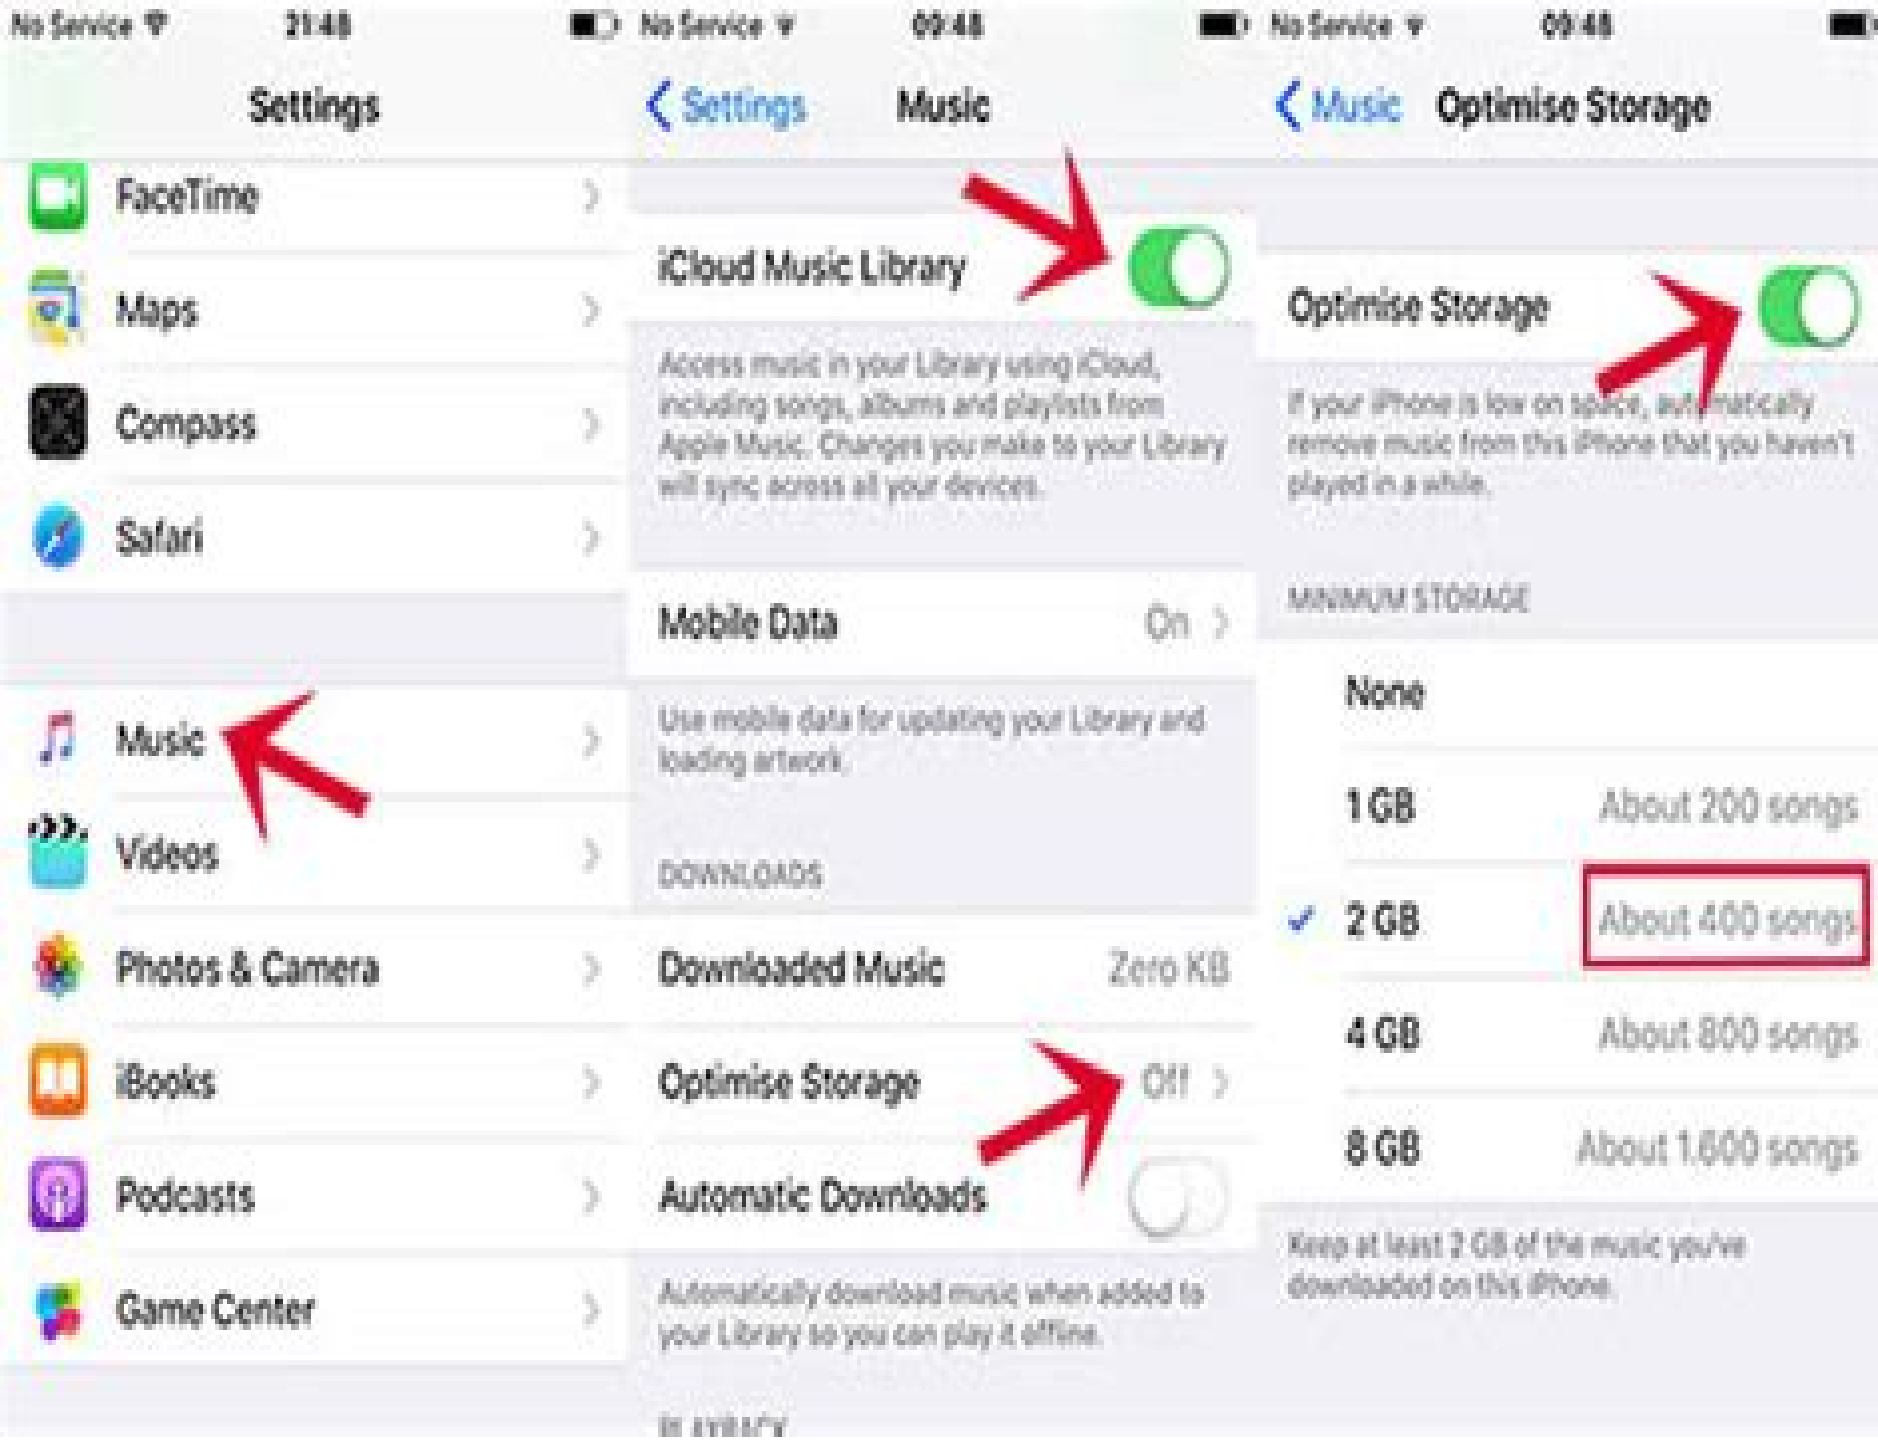 No Service 21:48
Settings
FaceTime
Maps
Compass
Safari
Music
Videos
Photos & Camera
iBooks
Podcasts
Game Center
No Service 09:48
Settings Music
iCloud Music Library
Access music in your Library using iCloud,
including songs, albums and playlists from
Apple Music. Changes you make to your Library
will sync across all your devices.
Mobile Data On
Use mobile data for updating your Library and
loading artwork.
DOWNLOADS
Downloaded Music Zero KB
Optimise Storage Off
Automatic Downloads
Automatically download music when added to
your Library so you can play it offline.
PLAYBACK
No Service 09:48
Music Optimise Storage
Optimise Storage
If your iPhone is low on space, automatically
remove music from this iPhone that you haven't
played in a while.
MINIMUM STORAGE
None
1 GB About 200 songs
2 GB About 400 songs
4 GB About 800 songs
8 GB About 1.600 songs
Keep at least 2 GB of the music you've
downloaded on this iPhone.